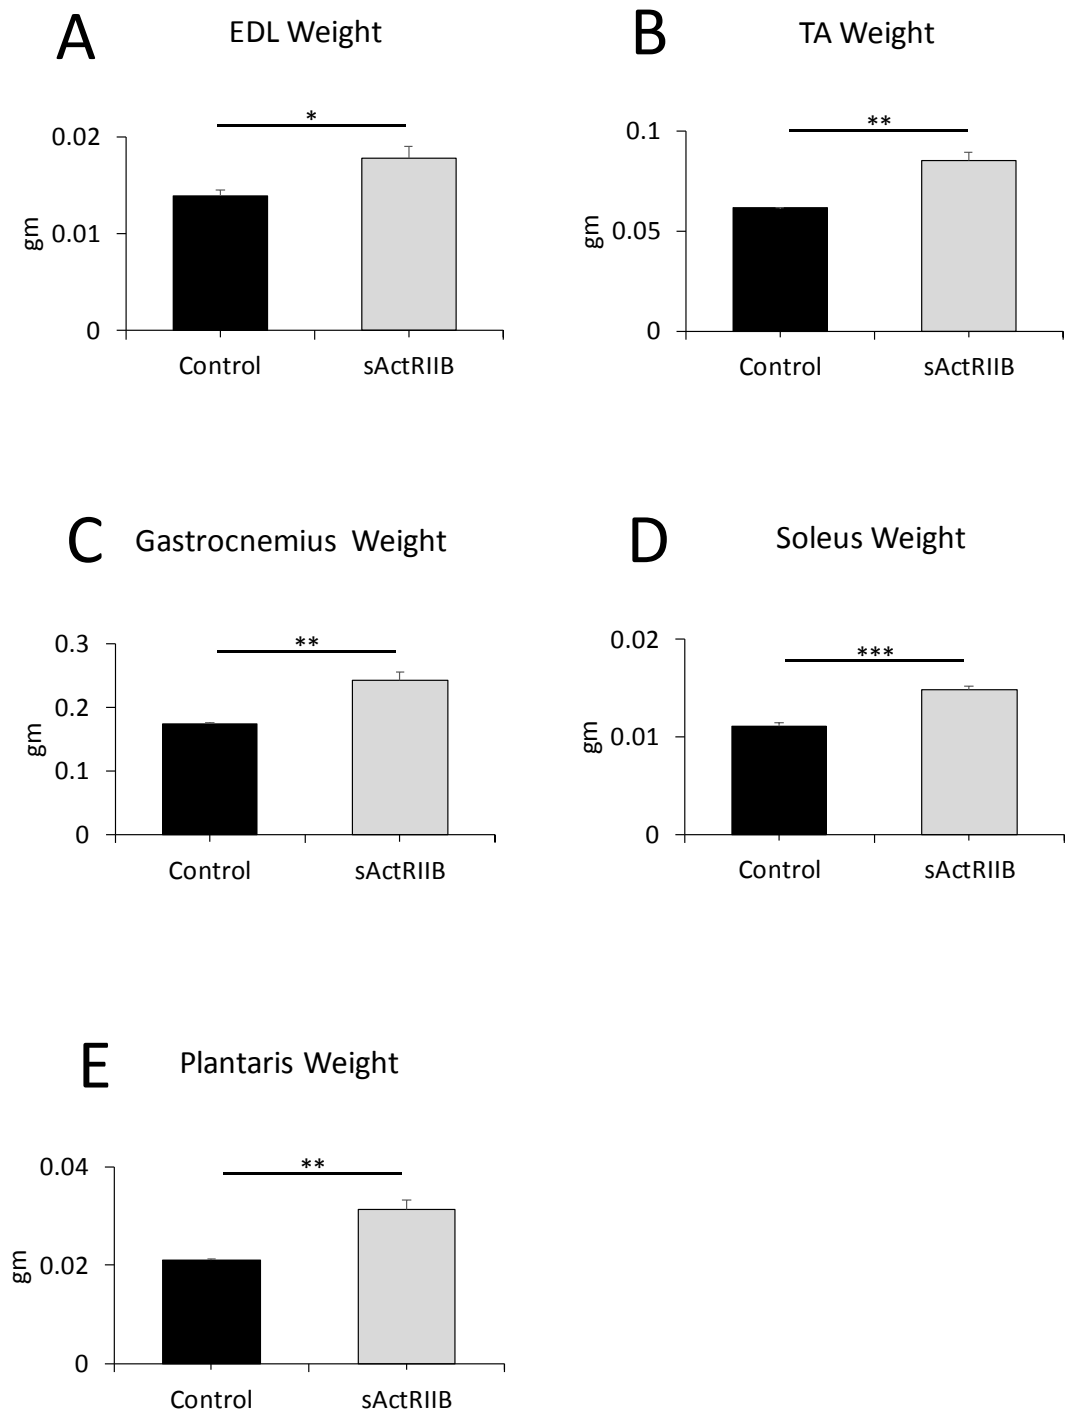 A EDL Weight
*
0.02
0.01
0
gm
Control sActRIIB
B TA Weight
**
0.1
0.05
0
gm
Control sActRIIB
C Gastrocnemius Weight
**
0.3
0.2
0.1
0
gm
Control sActRIIB
D Soleus Weight
***
0.02
0.01
0
gm
Control sActRIIB
E Plantaris Weight
**
0.04
0.02
0
gm
Control sActRIIB